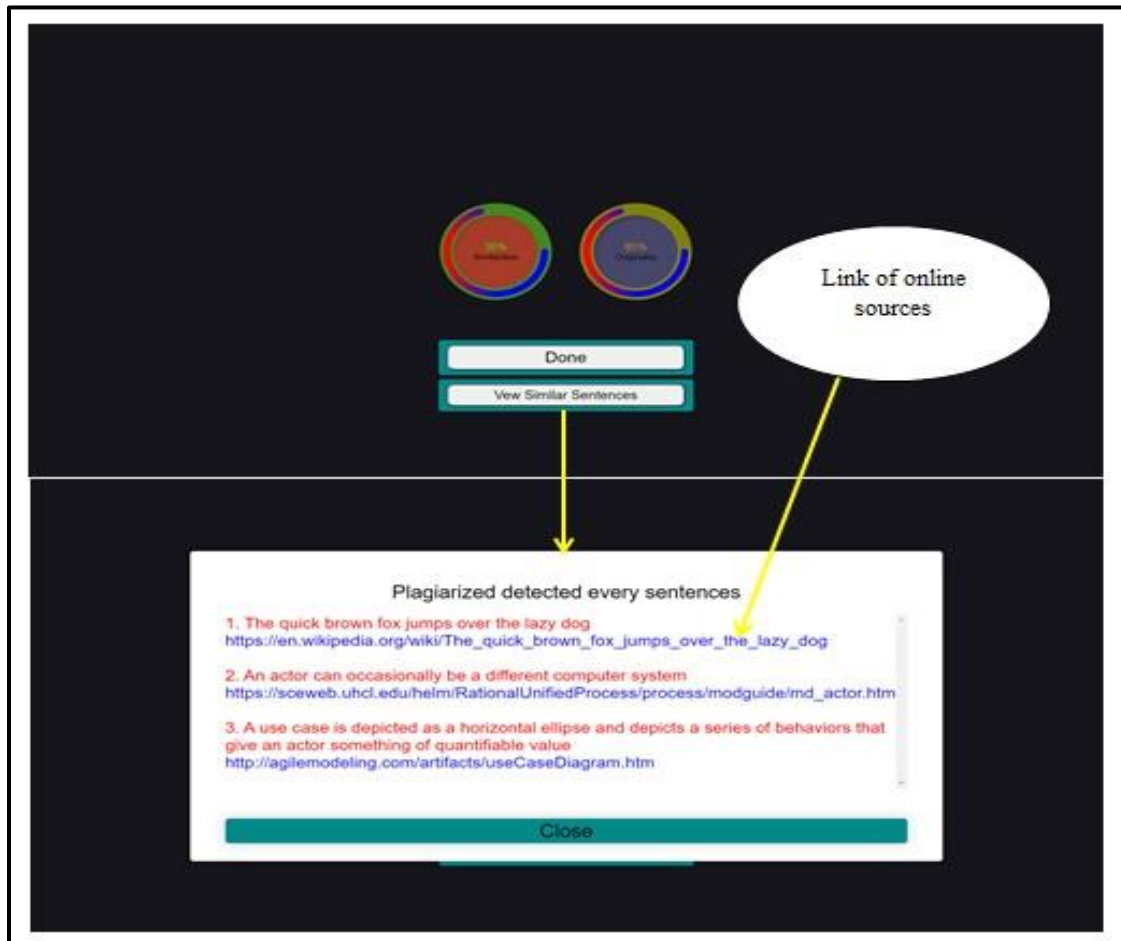 Done
Vew Similar Sentences
Link of online
sources
Plagiarized detected every sentences
1. The quick brown fox jumps over the lazy dog
https://en.wikipedia.org/wiki/The_quick_brown_fox_jumps_over_the_lazy_dog
2. An actor can occasionally be a different computer system
https://sceweb.uhcl.edu/helm/RationalUnifiedProcess/process/modguide/md_actor.htm
3. A use case is depicted as a horizontal ellipse and depicts a series of behaviors that
give an actor something of quantifiable value
http://agilemodeling.com/artifacts/useCaseDiagram.htm
Close